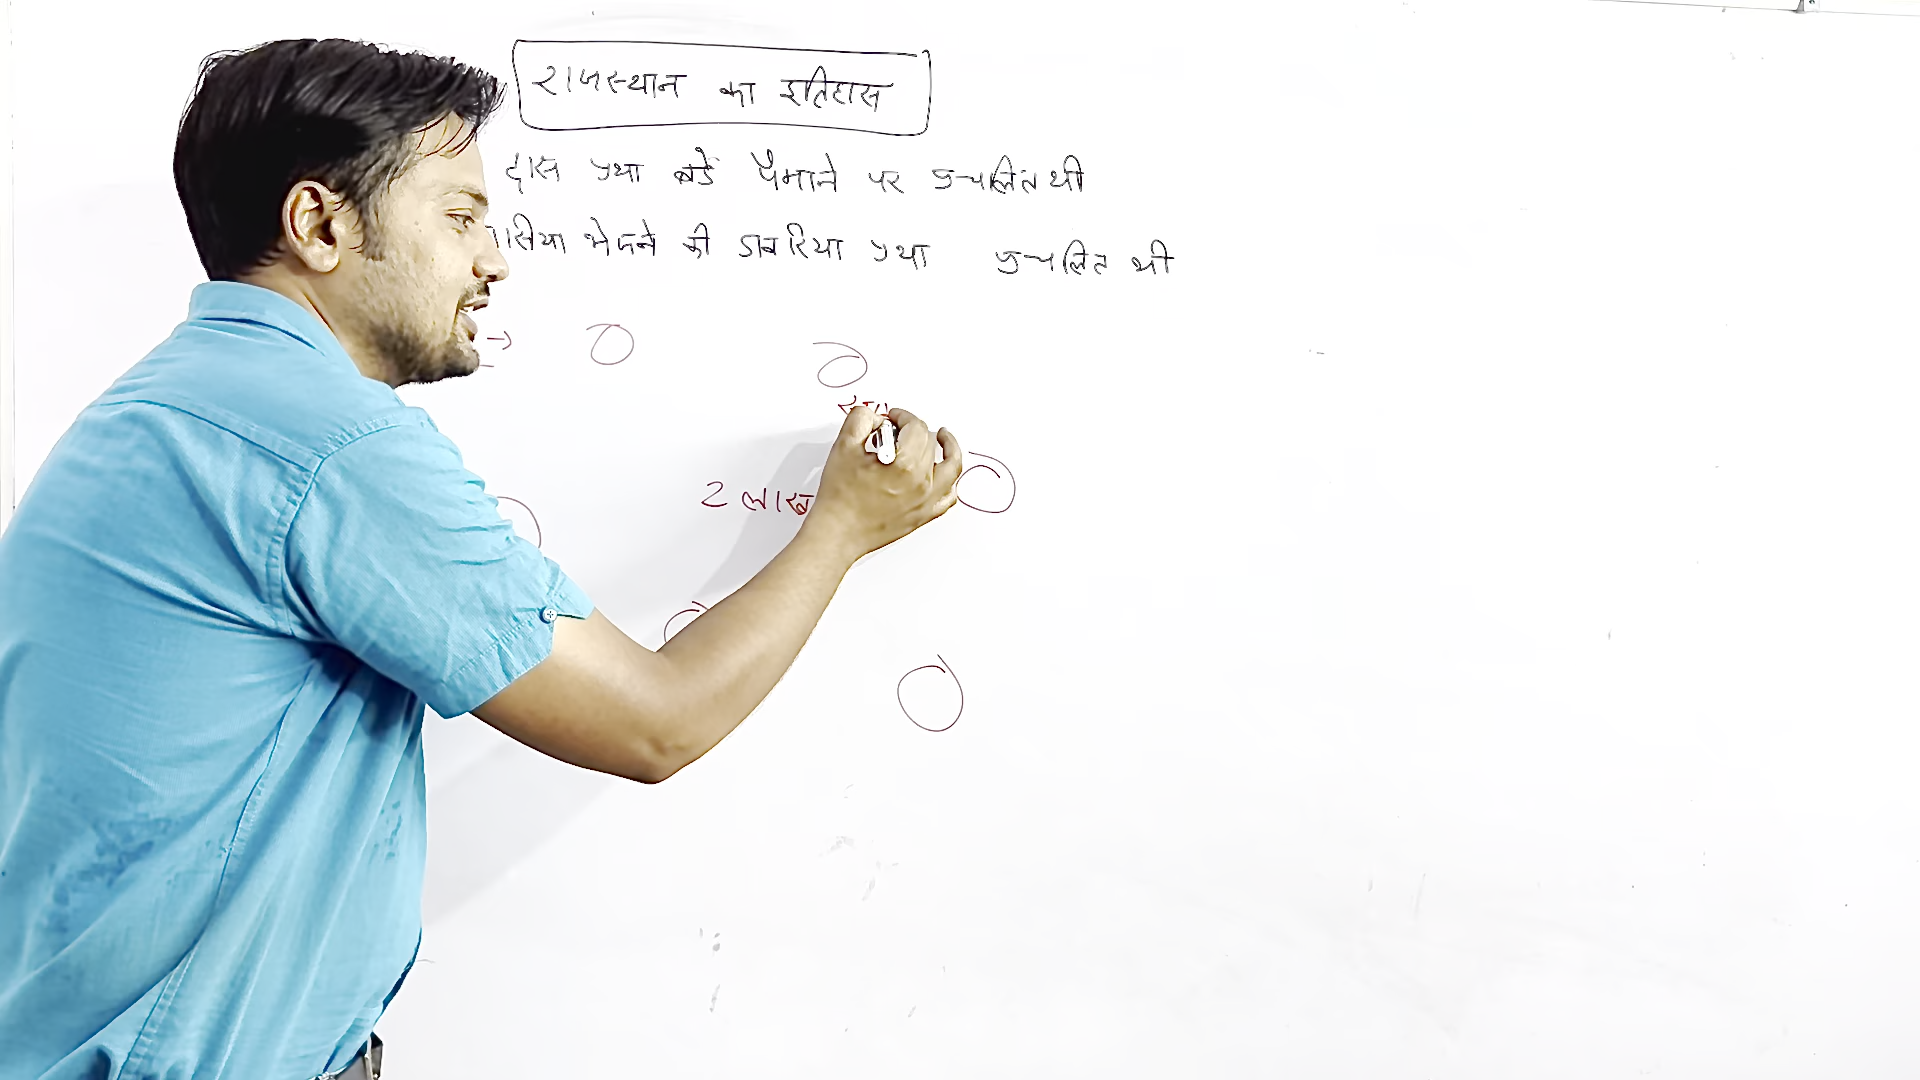 राजस्थान का इतिहास
दास प्रथा बडे पैमाने पर प्रचलित थी
भेजने की डावरिया प्रथा प्रचलित थी
→
2 लाख